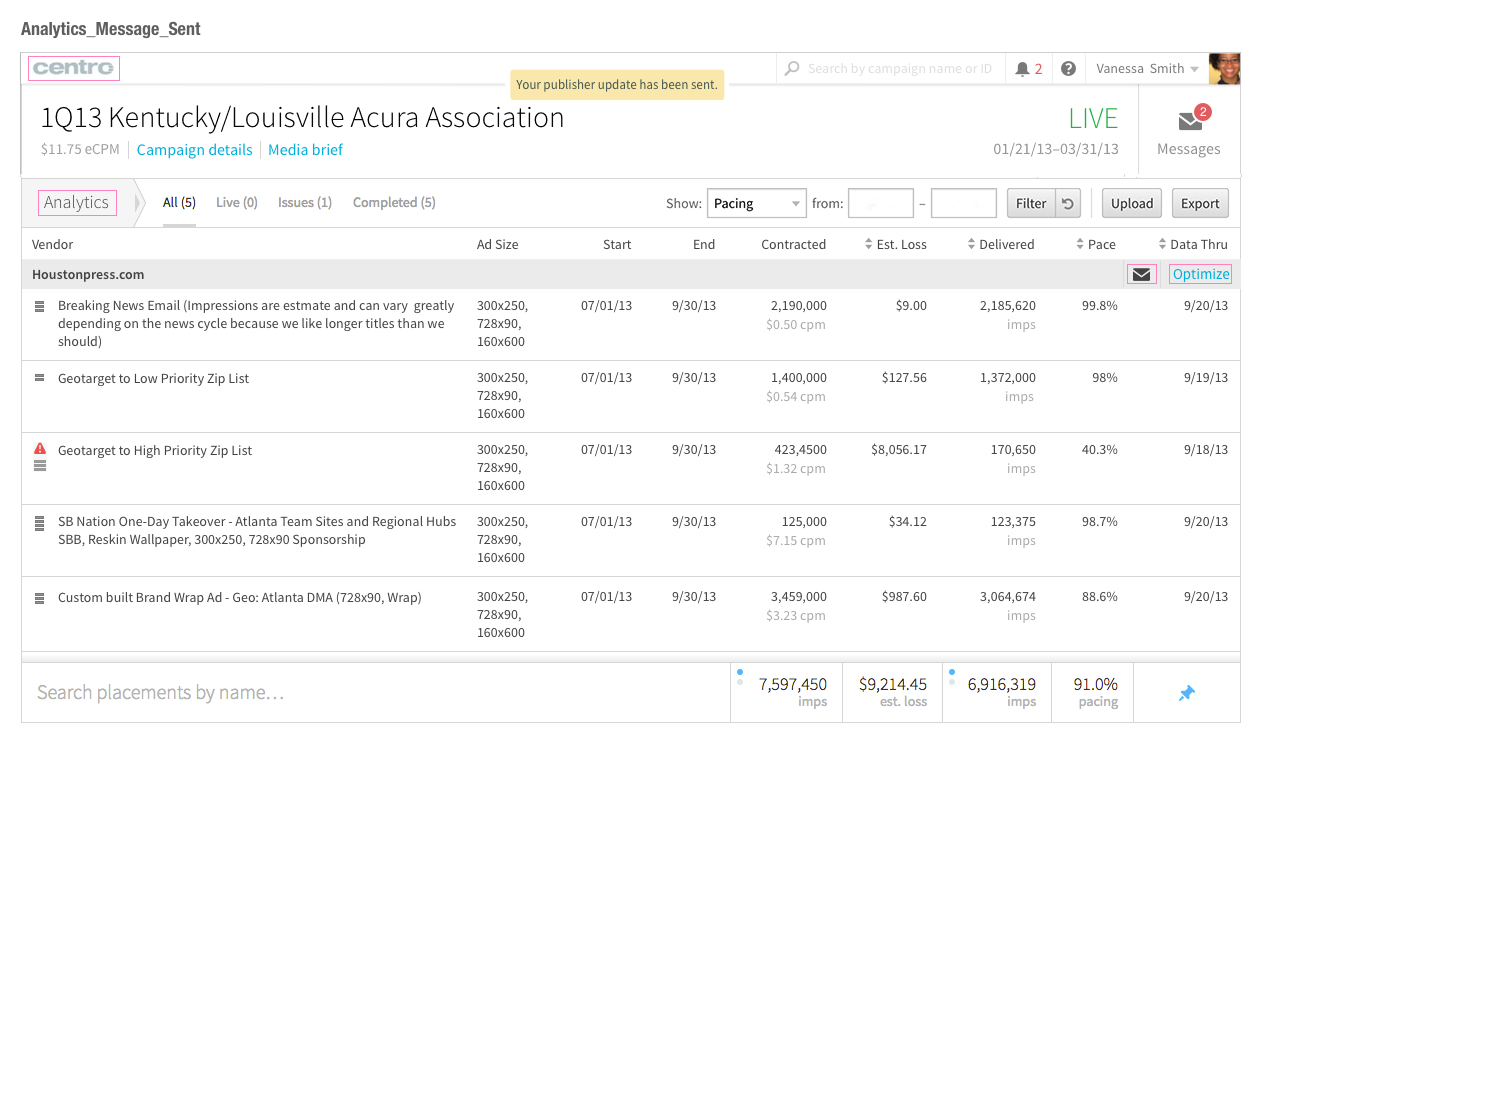 Analytics_Message_Sent
centro
Your publisher update has been sent.
Search by campaign name or ID
2
Vanessa Smith
1Q13 Kentucky/Louisville Acura Association
LIVE
2
$11.75 eCPM Campaign details Media brief
01/21/13–03/31/13
Messages
Analytics All (5) Live (0) Issues (1) Completed (5) Show: Pacing from: – Filter Upload Export
Vendor Ad Size Start End Contracted Est. Loss Delivered Pace Data Thru
Houstonpress.com Optimize
Breaking News Email (Impressions are estmate and can vary greatly 300x250, 07/01/13 9/30/13 2,190,000 $9.00 2,185,620 99.8% 9/20/13
depending on the news cycle because we like longer titles than we 728x90, $0.50 cpm imps
should) 160x600
Geotarget to Low Priority Zip List 300x250, 07/01/13 9/30/13 1,400,000 $127.56 1,372,000 98% 9/19/13
728x90, $0.54 cpm imps
160x600
Geotarget to High Priority Zip List 300x250, 07/01/13 9/30/13 423,4500 $8,056.17 170,650 40.3% 9/18/13
728x90, $1.32 cpm imps
160x600
SB Nation One-Day Takeover - Atlanta Team Sites and Regional Hubs 300x250, 07/01/13 9/30/13 125,000 $34.12 123,375 98.7% 9/20/13
SBB, Reskin Wallpaper, 300x250, 728x90 Sponsorship 728x90, $7.15 cpm imps
160x600
Custom built Brand Wrap Ad - Geo: Atlanta DMA (728x90, Wrap) 300x250, 07/01/13 9/30/13 3,459,000 $987.60 3,064,674 88.6% 9/20/13
728x90, $3.23 cpm imps
160x600
Search placements by name... 7,597,450 $9,214.45 6,916,319 91.0%
imps est. loss imps pacing